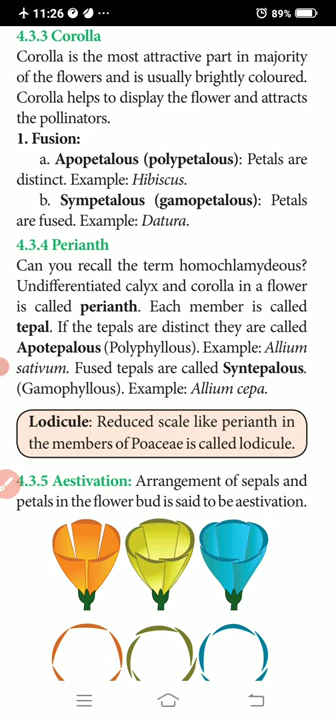 11:26 ... 89%
4.3.3 Corolla
Corolla is the most attractive part in majority
of the flowers and is usually brightly coloured.
Corolla helps to display the flower and attracts
the pollinators.
1. Fusion:
a. Apopetalous (polypetalous): Petals are
distinct. Example: Hibiscus.
b. Sympetalous (gamopetalous): Petals
are fused. Example: Datura.
4.3.4 Perianth
Can you recall the term homochlamydeous?
Undifferentiated calyx and corolla in a flower
is called perianth. Each member is called
tepal. If the tepals are distinct they are called
Apotepalous (Polyphyllous). Example: Allium
sativum. Fused tepals are called Syntepalous.
(Gamophyllous). Example: Allium cepa.
Lodicule: Reduced scale like perianth in
the members of Poaceae is called lodicule.
4.3.5 Aestivation: Arrangement of sepals and
petals in the flower bud is said to be aestivation.